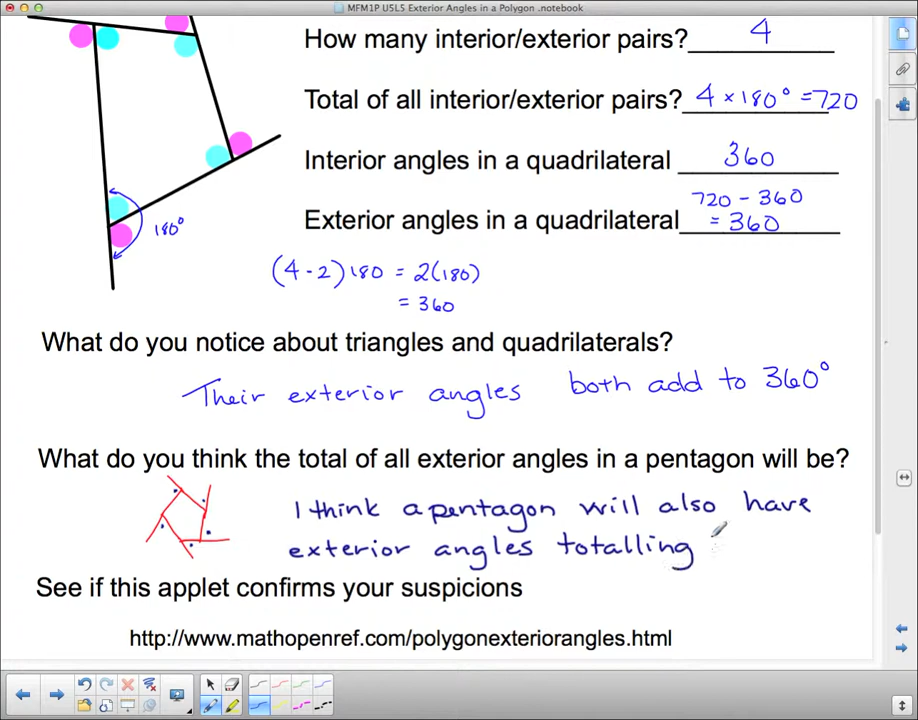 MFM1P U5L5 Exterior Angles in a Polygon .notebook
How many interior/exterior pairs? 4
Total of all interior/exterior pairs? 4 × 180° = 720
Interior angles in a quadrilateral 360
720 - 360
Exterior angles in a quadrilateral = 360
180°
(4-2)180 = 2(180)
= 360
What do you notice about triangles and quadrilaterals?
Their exterior angles both add to 360°
What do you think the total of all exterior angles in a pentagon will be?
I think a pentagon will also have
exterior angles totalling
See if this applet confirms your suspicions
http://www.mathopenref.com/polygonexteriorangles.html